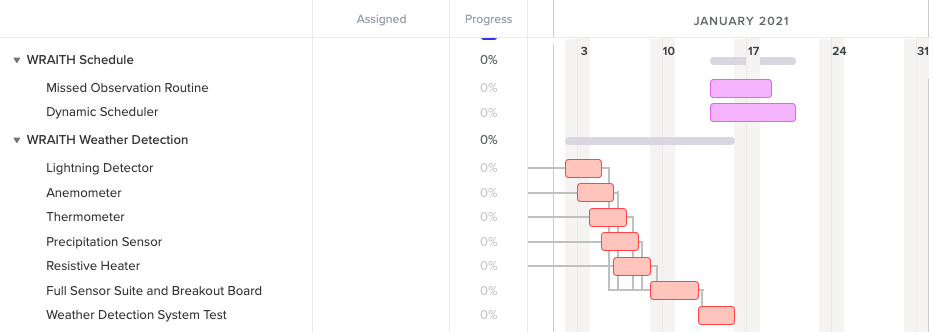 Assigned Progress JANUARY 2021
3 10 17 24 31
WRAITH Schedule 0%
Missed Observation Routine 0%
Dynamic Scheduler 0%
WRAITH Weather Detection 0%
Lightning Detector 0%
Anemometer 0%
Thermometer 0%
Precipitation Sensor 0%
Resistive Heater 0%
Full Sensor Suite and Breakout Board 0%
Weather Detection System Test 0%